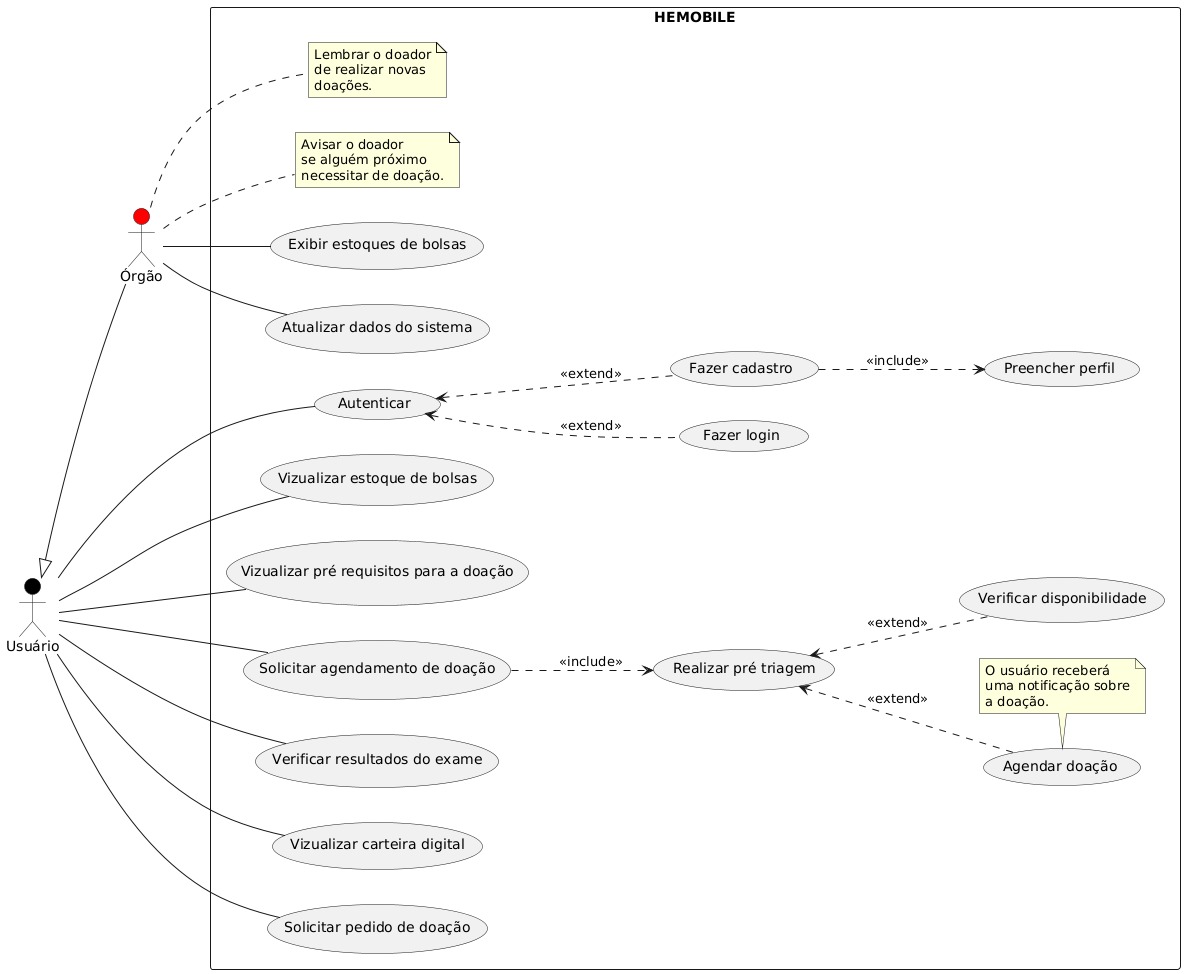 HEMOBILE
Lembrar o doador
de realizar novas
doações.
Avisar o doador
se alguém próximo
necessitar de doação.
Órgão
Exibir estoques de bolsas
Atualizar dados do sistema
Autenticar
«extend»
Fazer cadastro
«include»
Preencher perfil
«extend»
Fazer login
Vizualizar estoque de bolsas
Vizualizar pré requisitos para a doação
Usuário
Solicitar agendamento de doação
«include»
Realizar pré triagem
«extend»
Verificar disponibilidade
«extend»
O usuário receberá
uma notificação sobre
a doação.
Agendar doação
Verificar resultados do exame
Vizualizar carteira digital
Solicitar pedido de doação